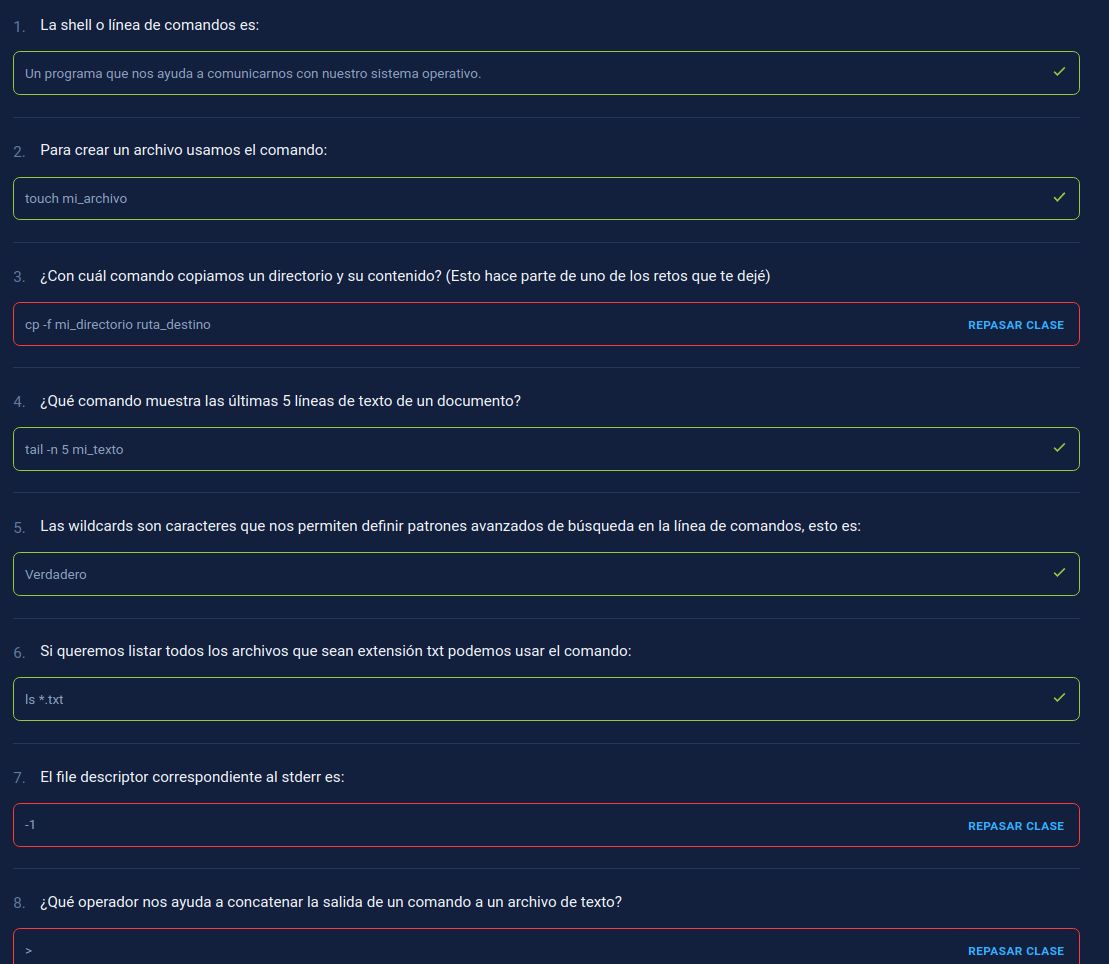 1. La shell o línea de comandos es:
Un programa que nos ayuda a comunicarnos con nuestro sistema operativo.
2. Para crear un archivo usamos el comando:
touch mi_archivo
3. ¿Con cuál comando copiamos un directorio y su contenido? (Esto hace parte de uno de los retos que te dejé)
cp -f mi_directorio ruta_destino REPASAR CLASE
4. ¿Qué comando muestra las últimas 5 líneas de texto de un documento?
tail -n 5 mi_texto
5. Las wildcards son caracteres que nos permiten definir patrones avanzados de búsqueda en la línea de comandos, esto es:
Verdadero
6. Si queremos listar todos los archivos que sean extensión txt podemos usar el comando:
ls *.txt
7. El file descriptor correspondiente al stderr es:
-1 REPASAR CLASE
8. ¿Qué operador nos ayuda a concatenar la salida de un comando a un archivo de texto?
> REPASAR CLASE